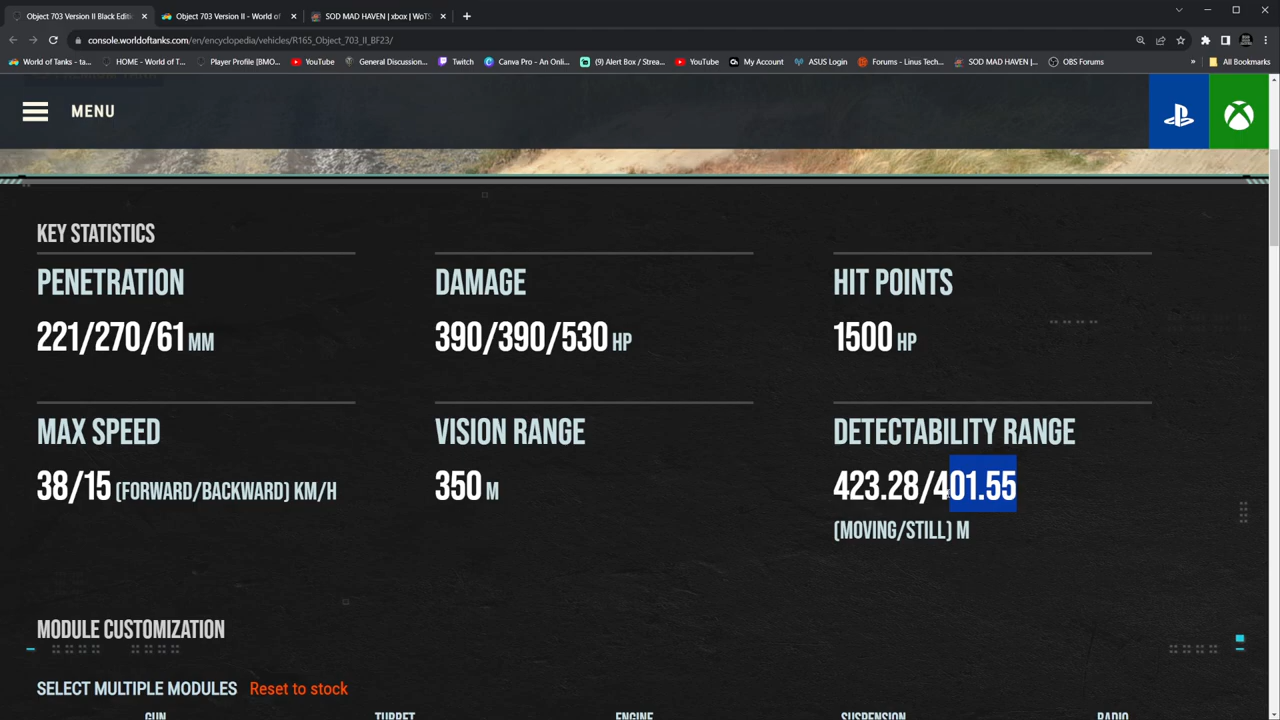 Object 703 Version II Black Editi
Object 703 Version II - World of
SOD MAD HAVEN | xbox | WoTS
console.worldoftanks.com/en/encyclopedia/vehicles/R165_Object_703_II_BF23/
World of Tanks - ta...
HOME - World of T...
Player Profile [BMO...
YouTube
General Discussion...
Twitch
Canva Pro - An Onli...
(9) Alert Box / Strea...
YouTube
My Account
ASUS Login
Forums - Linus Tech...
SOD MAD HAVEN |...
OBS Forums
»
All Bookmarks
MENU
KEY STATISTICS
PENETRATION
221/270/61 MM
DAMAGE
390/390/530 HP
HIT POINTS
1500 HP
MAX SPEED
38/15 (FORWARD/BACKWARD) KM/H
VISION RANGE
350 M
DETECTABILITY RANGE
423.28/401.55
(MOVING/STILL) M
MODULE CUSTOMIZATION
SELECT MULTIPLE MODULES Reset to stock
GUN
TURRET
ENGINE
SUSPENSION
RADIO